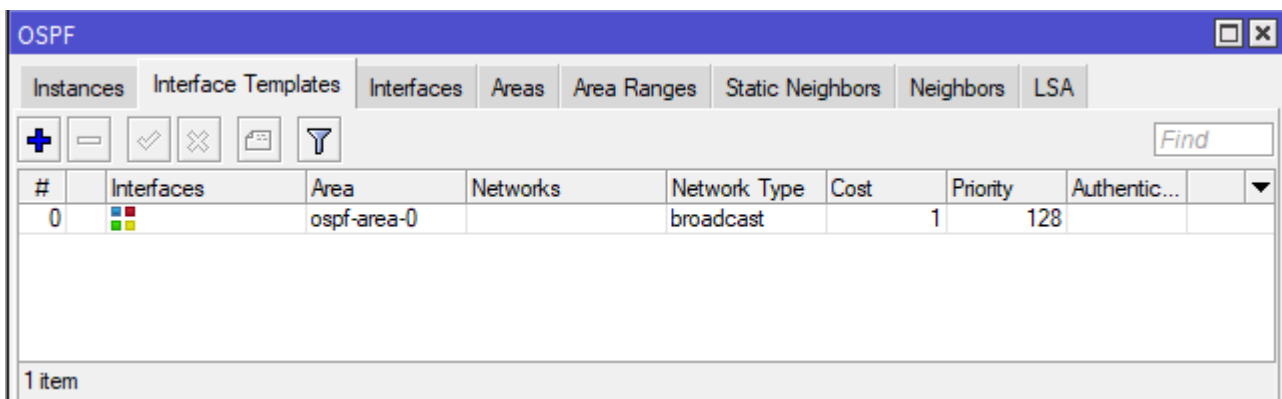 OSPF
Instances Interface Templates Interfaces Areas Area Ranges Static Neighbors Neighbors LSA
Find
# Interfaces Area Networks Network Type Cost Priority Authentic...
0 ospf-area-0 broadcast 1 128
1 item